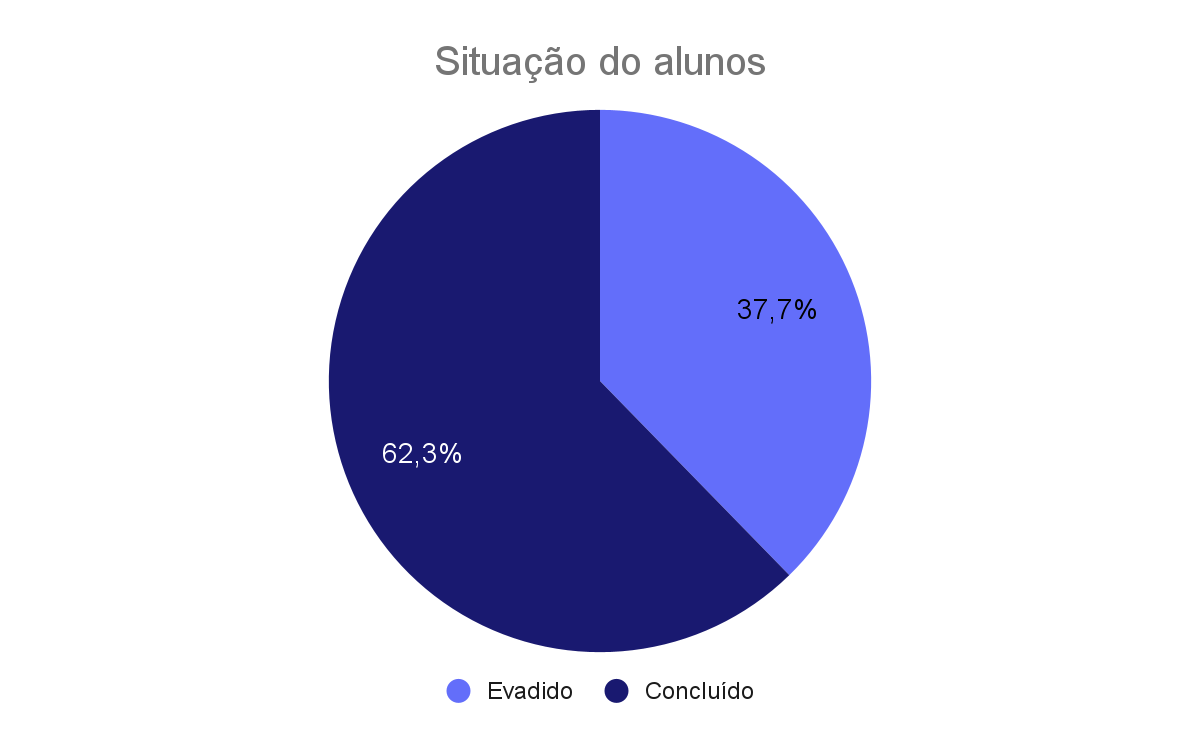 Situação do alunos
37,7%
62,3%
Evadido
Concluído